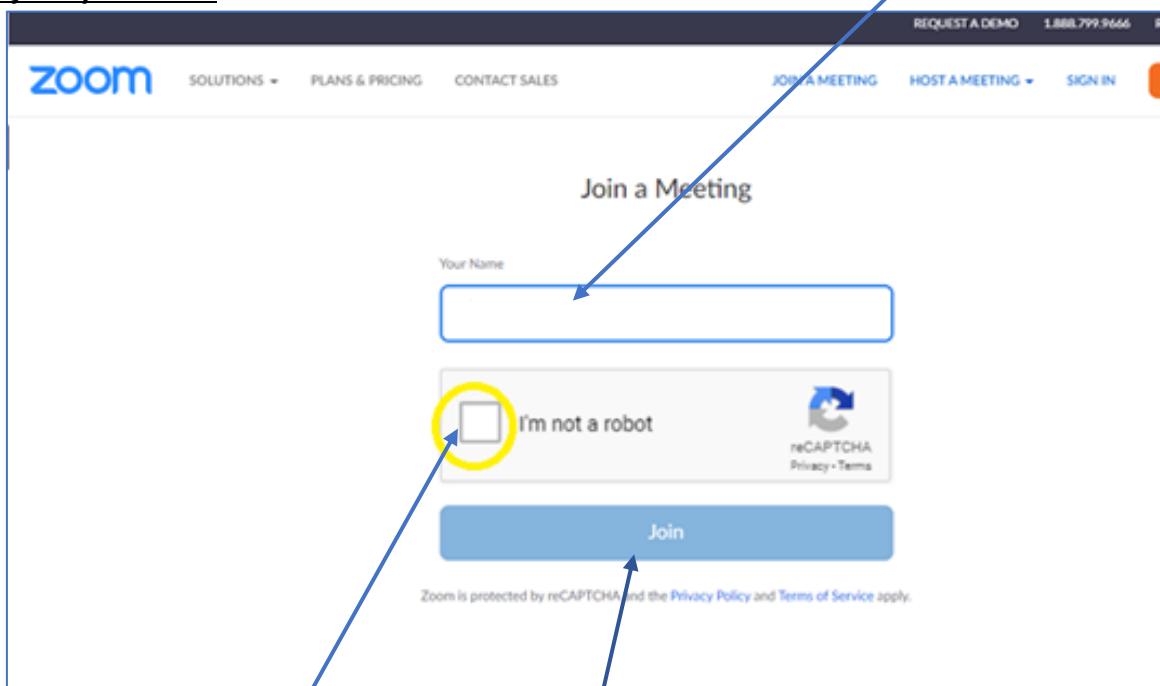 REQUEST A DEMO 1.888.799.9666
zoom SOLUTIONS PLANS & PRICING CONTACT SALES JOIN A MEETING HOST A MEETING SIGN IN
Join a Meeting
Your Name
I'm not a robot
reCAPTCHA
Privacy - Terms
Join
Zoom is protected by reCAPTCHA and the Privacy Policy and Terms of Service apply.